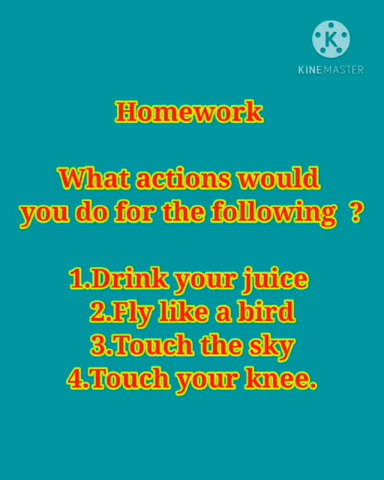 KINEMASTER
Homework
What actions would
you do for the following ?
1.Drink your juice
2.Fly like a bird
3.Touch the sky
4.Touch your knee.